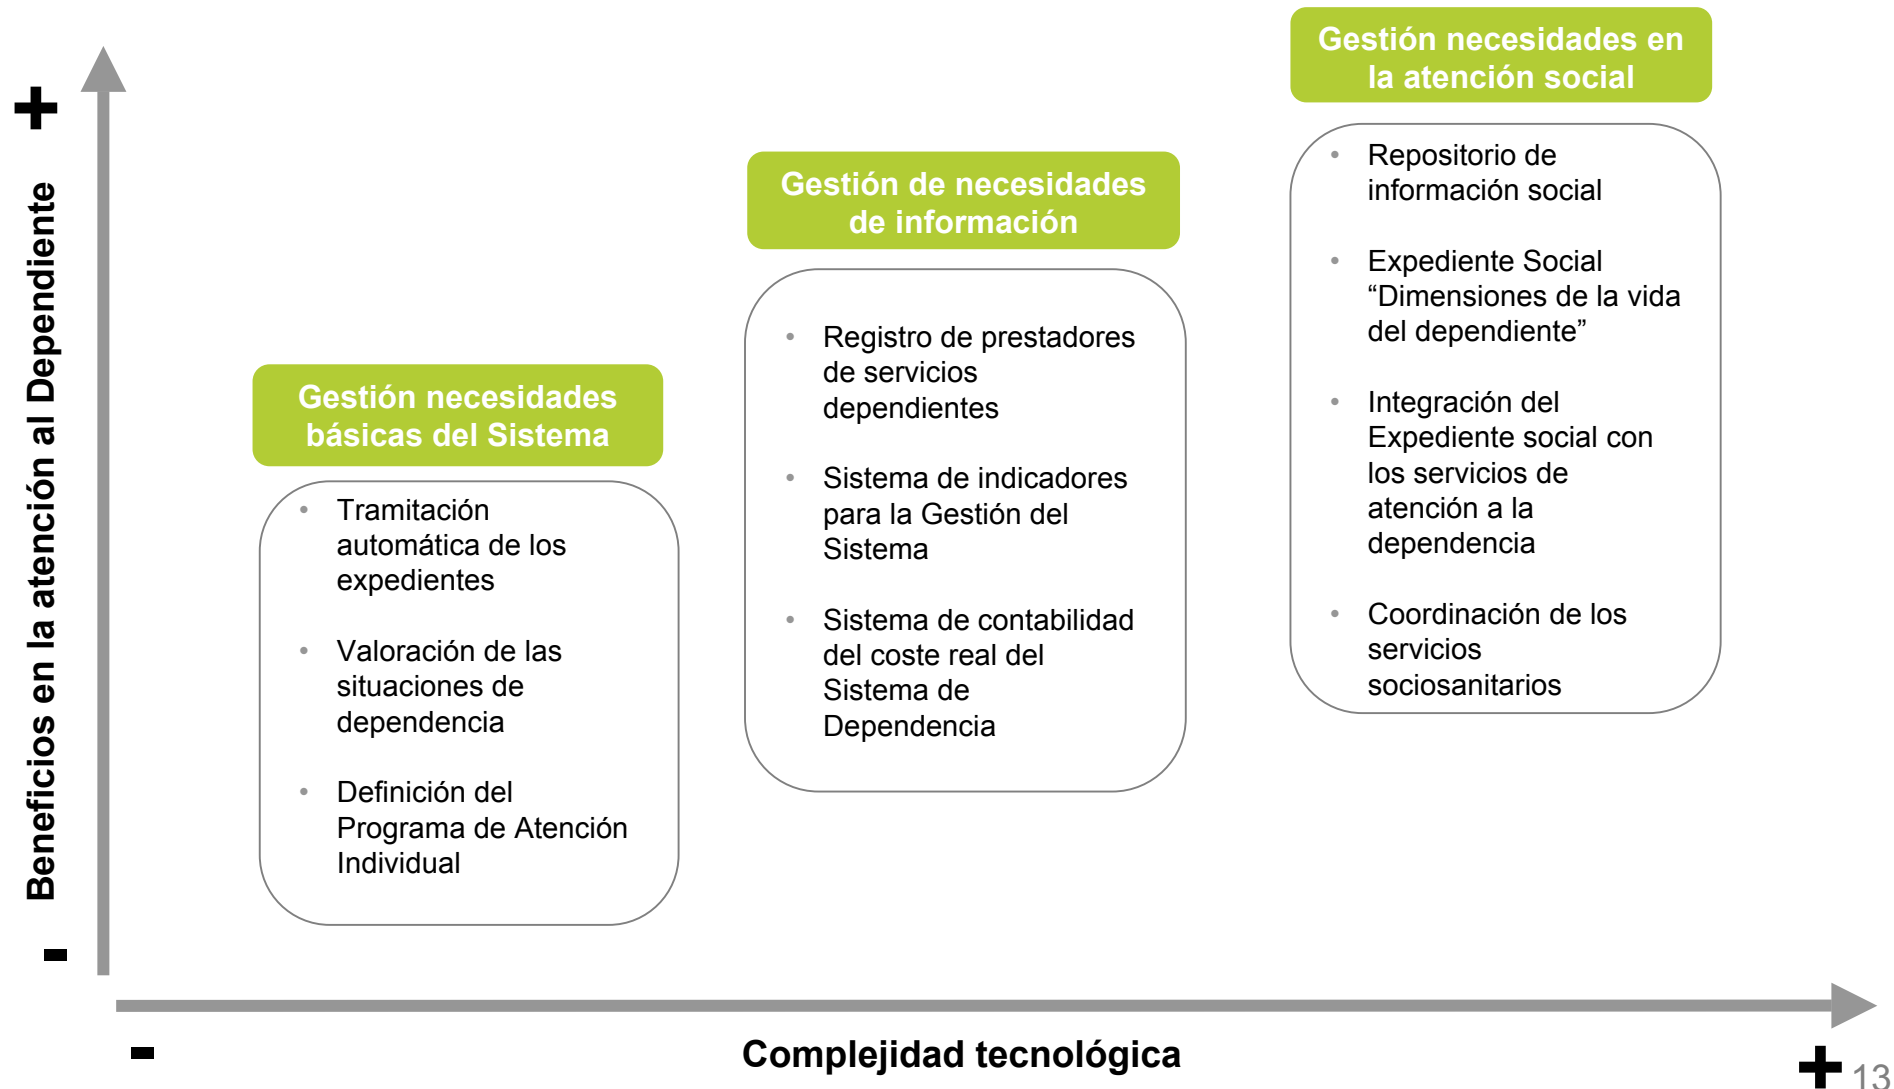 +
Beneficios en la atención al Dependiente
-
Gestión necesidades
básicas del Sistema
• Tramitación
automática de los
expedientes
• Valoración de las
situaciones de
dependencia
• Definición del
Programa de Atención
Individual
Gestión de necesidades
de información
• Registro de prestadores
de servicios
dependientes
• Sistema de indicadores
para la Gestión del
Sistema
• Sistema de contabilidad
del coste real del
Sistema de
Dependencia
Gestión necesidades en
la atención social
• Repositorio de
información social
• Expediente Social
“Dimensiones de la vida
del dependiente”
• Integración del
Expediente social con
los servicios de
atención a la
dependencia
• Coordinación de los
servicios
sociosanitarios
-
Complejidad tecnológica
+
13